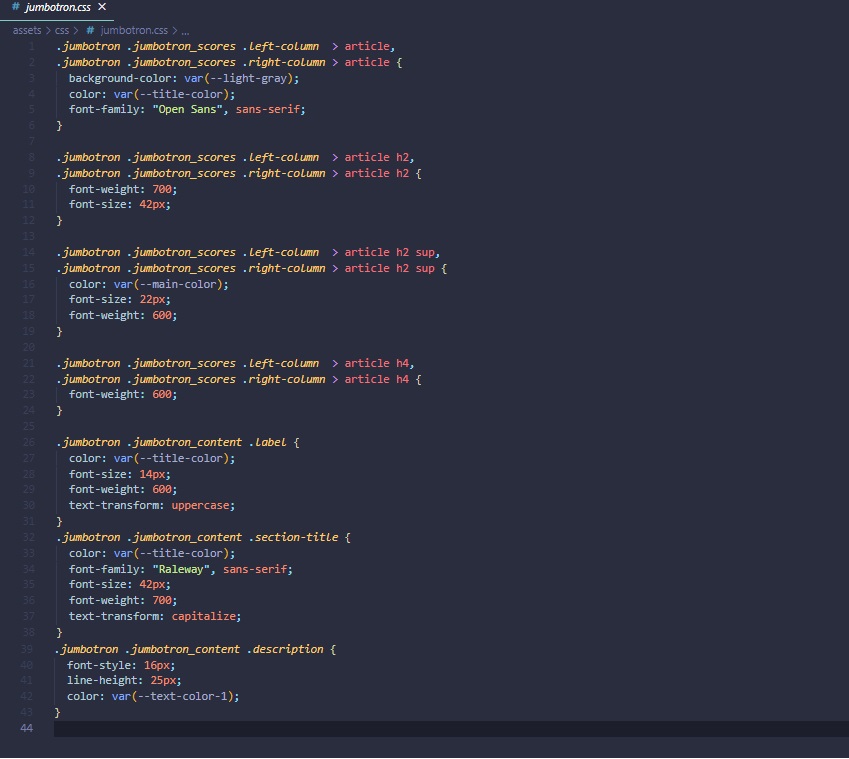 # jumbotron.css ×
assets > css > # jumbotron.css > ...
1 .jumbotron .jumbotron_scores .left-column  > article,
2 .jumbotron .jumbotron_scores .right-column > article {
3   background-color: var(--light-gray);
4   color: var(--title-color);
5   font-family: "Open Sans", sans-serif;
6 }
7
8 .jumbotron .jumbotron_scores .left-column  > article h2,
9 .jumbotron .jumbotron_scores .right-column > article h2 {
10   font-weight: 700;
11   font-size: 42px;
12 }
13
14 .jumbotron .jumbotron_scores .left-column  > article h2 sup,
15 .jumbotron .jumbotron_scores .right-column > article h2 sup {
16   color: var(--main-color);
17   font-size: 22px;
18   font-weight: 600;
19 }
20
21 .jumbotron .jumbotron_scores .left-column  > article h4,
22 .jumbotron .jumbotron_scores .right-column > article h4 {
23   font-weight: 600;
24 }
25
26 .jumbotron .jumbotron_content .label {
27   color: var(--title-color);
28   font-size: 14px;
29   font-weight: 600;
30   text-transform: uppercase;
31 }
32 .jumbotron .jumbotron_content .section-title {
33   color: var(--title-color);
34   font-family: "Raleway", sans-serif;
35   font-size: 42px;
36   font-weight: 700;
37   text-transform: capitalize;
38 }
39 .jumbotron .jumbotron_content .description {
40   font-style: 16px;
41   line-height: 25px;
42   color: var(--text-color-1);
43 }
44